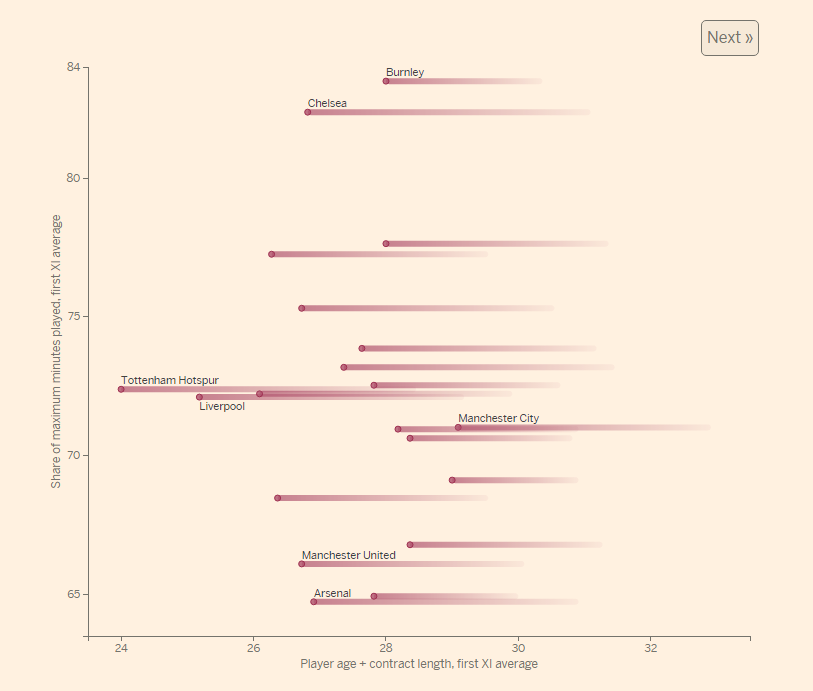 Next »
84
Burnley
Chelsea
80
75
Tottenham Hotspur
Liverpool
Manchester City
70
Manchester United
Arsenal
65
Share of maximum minutes played, first XI average
24 26 28 30 32
Player age + contract length, first XI average